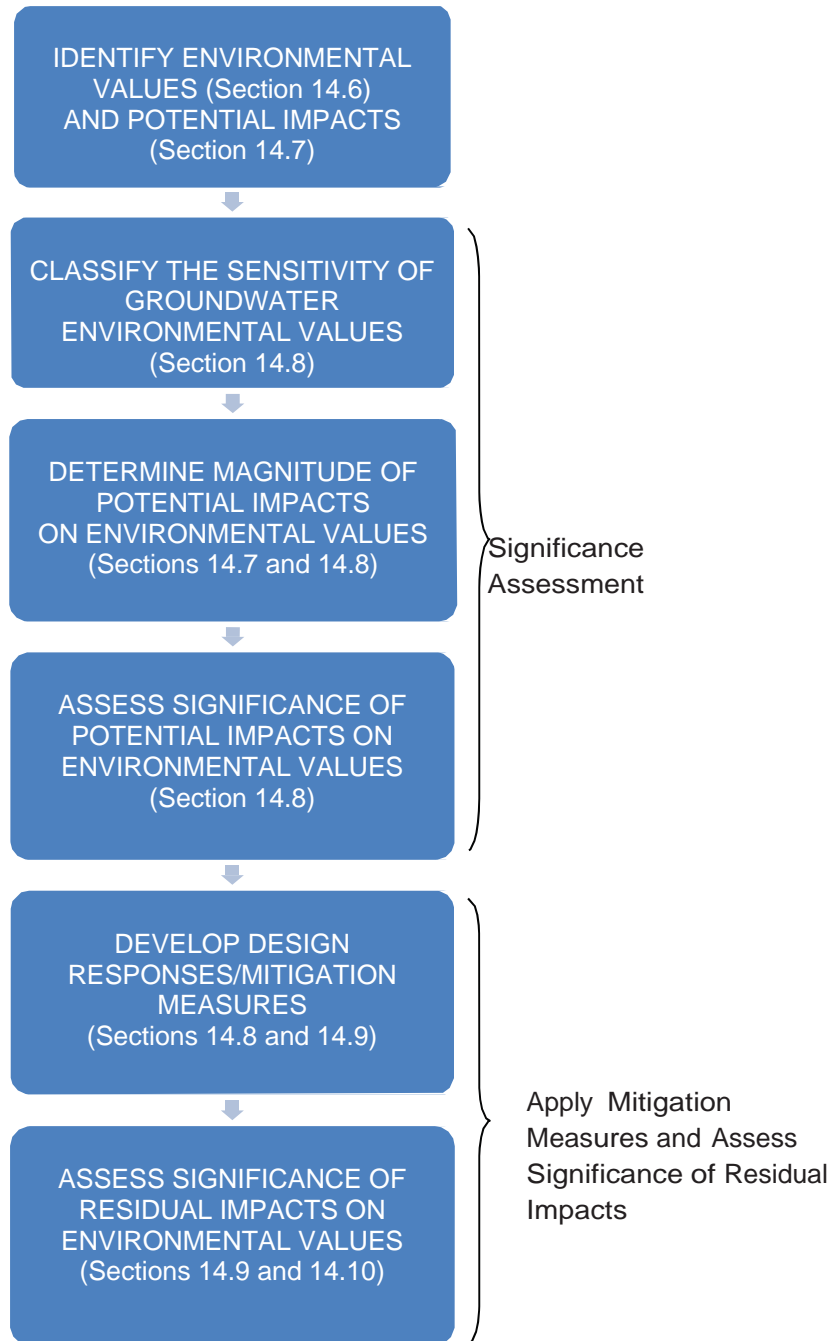 IDENTIFY ENVIRONMENTAL
VALUES (Section 14.6)
AND POTENTIAL IMPACTS
(Section 14.7)
CLASSIFY THE SENSITIVITY OF
GROUNDWATER
ENVIRONMENTAL VALUES
(Section 14.8)
DETERMINE MAGNITUDE OF
POTENTIAL IMPACTS
ON ENVIRONMENTAL VALUES
(Sections 14.7 and 14.8)
ASSESS SIGNIFICANCE OF
POTENTIAL IMPACTS ON
ENVIRONMENTAL VALUES
(Section 14.8)
Significance
Assessment
DEVELOP DESIGN
RESPONSES/MITIGATION
MEASURES
(Sections 14.8 and 14.9)
ASSESS SIGNIFICANCE OF
RESIDUAL IMPACTS ON
ENVIRONMENTAL VALUES
(Sections 14.9 and 14.10)
Apply Mitigation
Measures and Assess
Significance of Residual
Impacts